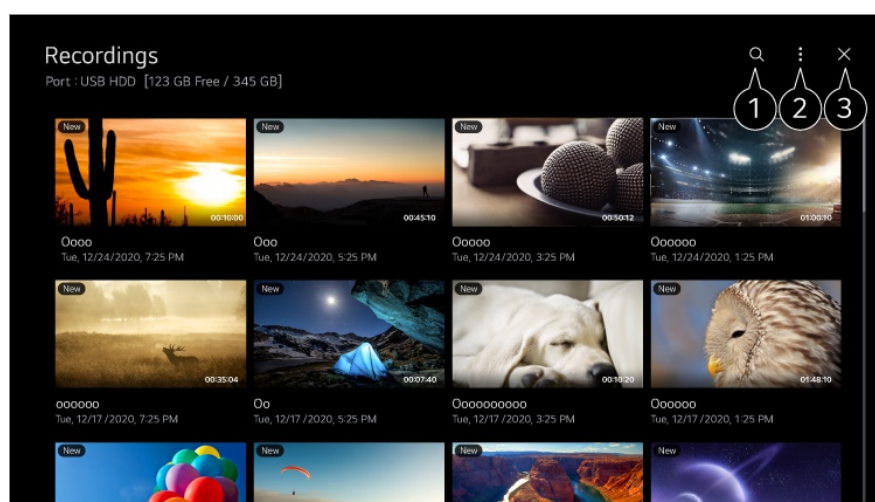 Recordings
Port : USB HDD [123 GB Free / 345 GB]
1 2 3
New New New New
00:10:00 00:45:10 00:50:12 01:00:10
Oooo Ooo Ooooo Oooooo
Tue, 12/24/2020, 7:25 PM Tue, 12/24/2020, 5:25 PM Tue, 12/24/2020, 3:25 PM Tue, 12/24/2020, 1:25 PM
New New New New
00:35:04 00:07:40 00:10:20 01:48:10
oooooo Oo Oooooooooo Oooooo
Tue, 12/17 /2020, 7:25 PM Tue, 12/17 /2020, 5:25 PM Tue, 12/17 /2020, 3:25 PM Tue, 12/17 /2020, 1:25 PM
New New New New